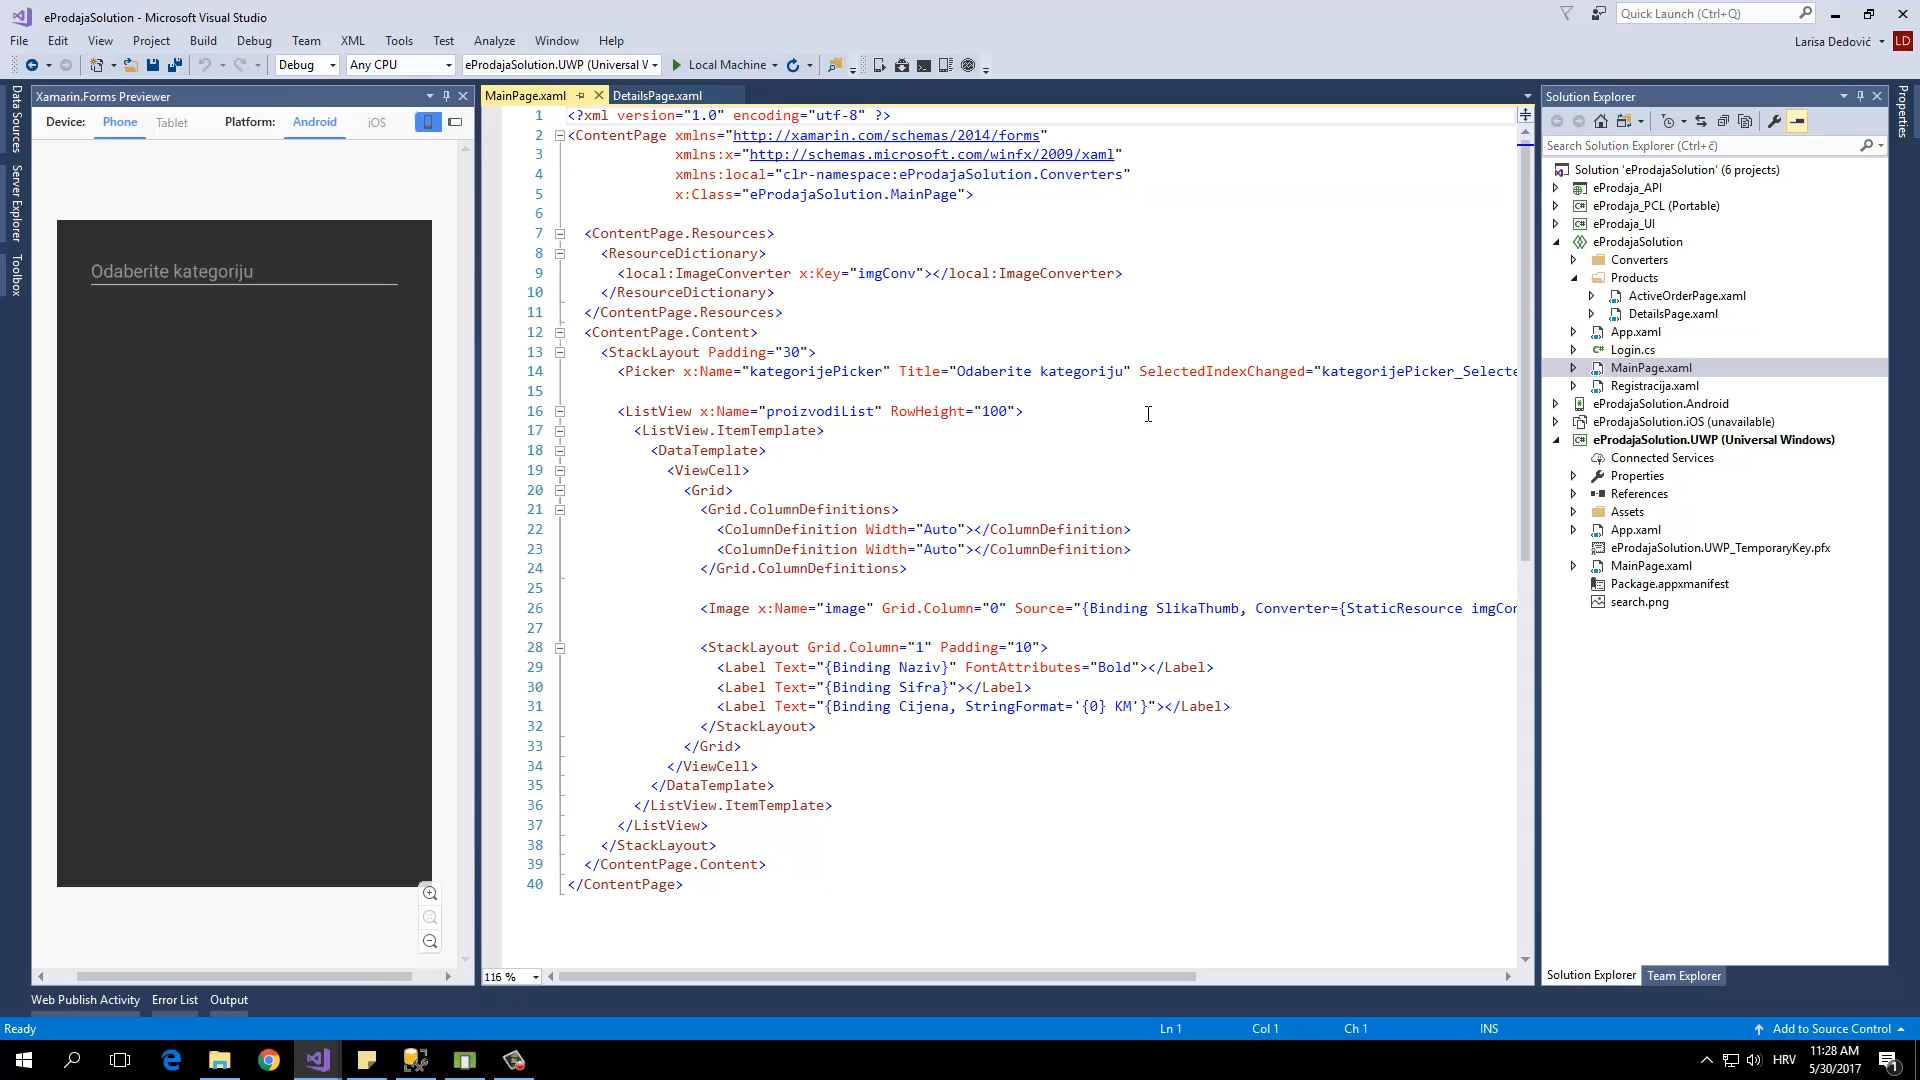 eProdajaSolution - Microsoft Visual Studio
Quick Launch (Ctrl+Q)
File Edit View Project Build Debug Team XML Tools Test Analyze Window Help
Larisa Dedović LD
Debug Any CPU eProdajaSolution.UWP (Universal V Local Machine
Data Sources
Server Explorer
Toolbox
Xamarin.Forms Previewer
Device: Phone Tablet Platform: Android iOS
Odaberite kategoriju
MainPage.xaml DetailsPage.xaml
1 <?xml version="1.0" encoding="utf-8" ?>
2 <ContentPage xmlns="http://xamarin.com/schemas/2014/forms"
3 xmlns:x="http://schemas.microsoft.com/winfx/2009/xaml"
4 xmlns:local="clr-namespace:eProdajaSolution.Converters"
5 x:Class="eProdajaSolution.MainPage">
6
7 <ContentPage.Resources>
8 <ResourceDictionary>
9 <local:ImageConverter x:Key="imgConv"></local:ImageConverter>
10 </ResourceDictionary>
11 </ContentPage.Resources>
12 <ContentPage.Content>
13 <StackLayout Padding="30">
14 <Picker x:Name="kategorijePicker" Title="Odaberite kategoriju" SelectedIndexChanged="kategorijePicker_Selecte
15
16 <ListView x:Name="proizvodiList" RowHeight="100">
17 <ListView.ItemTemplate>
18 <DataTemplate>
19 <ViewCell>
20 <Grid>
21 <Grid.ColumnDefinitions>
22 <ColumnDefinition Width="Auto"></ColumnDefinition>
23 <ColumnDefinition Width="Auto"></ColumnDefinition>
24 </Grid.ColumnDefinitions>
25
26 <Image x:Name="image" Grid.Column="0" Source="{Binding SlikaThumb, Converter={StaticResource imgCon
27
28 <StackLayout Grid.Column="1" Padding="10">
29 <Label Text="{Binding Naziv}" FontAttributes="Bold"></Label>
30 <Label Text="{Binding Sifra}"></Label>
31 <Label Text="{Binding Cijena, StringFormat='{0} KM'}"></Label>
32 </StackLayout>
33 </Grid>
34 </ViewCell>
35 </DataTemplate>
36 </ListView.ItemTemplate>
37 </ListView>
38 </StackLayout>
39 </ContentPage.Content>
40 </ContentPage>
116 %
Solution Explorer
Search Solution Explorer (Ctrl+č)
Solution 'eProdajaSolution' (6 projects)
eProdaja_API
eProdaja_PCL (Portable)
eProdaja_UI
eProdajaSolution
Converters
Products
ActiveOrderPage.xaml
DetailsPage.xaml
App.xaml
Login.cs
MainPage.xaml
Registracija.xaml
eProdajaSolution.Android
eProdajaSolution.iOS (unavailable)
eProdajaSolution.UWP (Universal Windows)
Connected Services
Properties
References
Assets
App.xaml
eProdajaSolution.UWP_TemporaryKey.pfx
MainPage.xaml
Package.appxmanifest
search.png
Solution Explorer Team Explorer
Properties
Web Publish Activity Error List Output
Ready Ln 1 Col 1 Ch 1 INS Add to Source Control
HRV 11:28 AM
5/30/2017
1